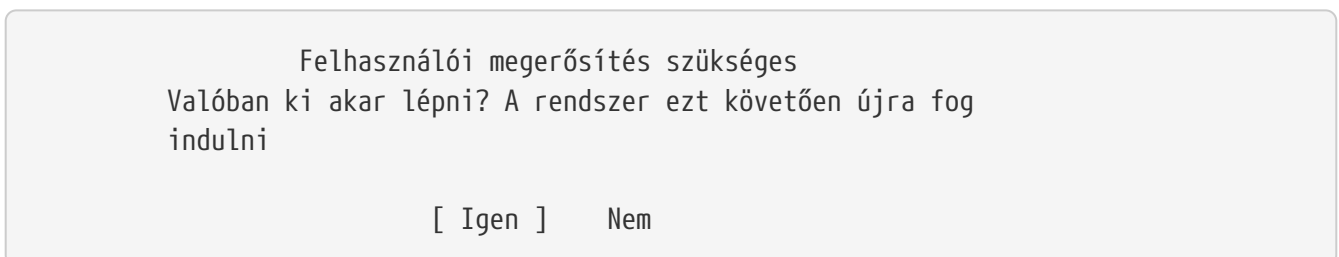 Felhasználói megerősítés szükséges
Valóban ki akar lépni? A rendszer ezt követően újra fog
indulni
[ Igen ] Nem